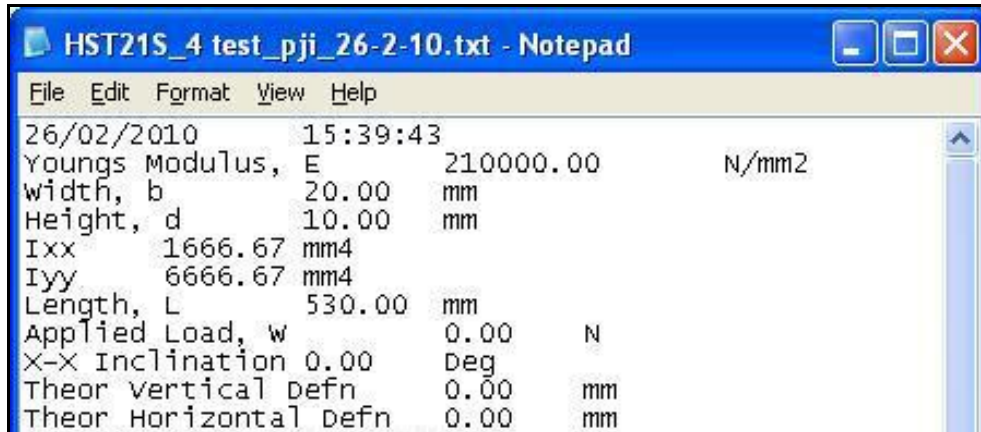 HST21S_4 test_pji_26-2-10.txt - Notepad
File Edit Format View Help
26/02/2010 15:39:43
Youngs Modulus, E 210000.00 N/mm2
Width, b 20.00 mm
Height, d 10.00 mm
Ixx 1666.67 mm4
Iyy 6666.67 mm4
Length, L 530.00 mm
Applied Load, W 0.00 N
X-X Inclination 0.00 Deg
Theor Vertical Defn 0.00 mm
Theor Horizontal Defn 0.00 mm